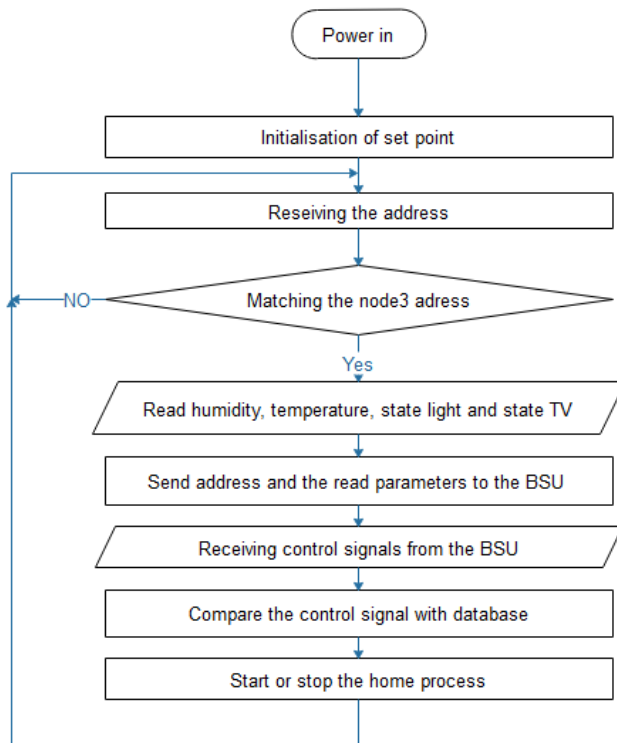 Power in
Initialisation of set point
Reseiving the address
Matching the node3 adress
NO
Yes
Read humidity, temperature, state light and state TV
Send address and the read parameters to the BSU
Receiving control signals from the BSU
Compare the control signal with database
Start or stop the home process